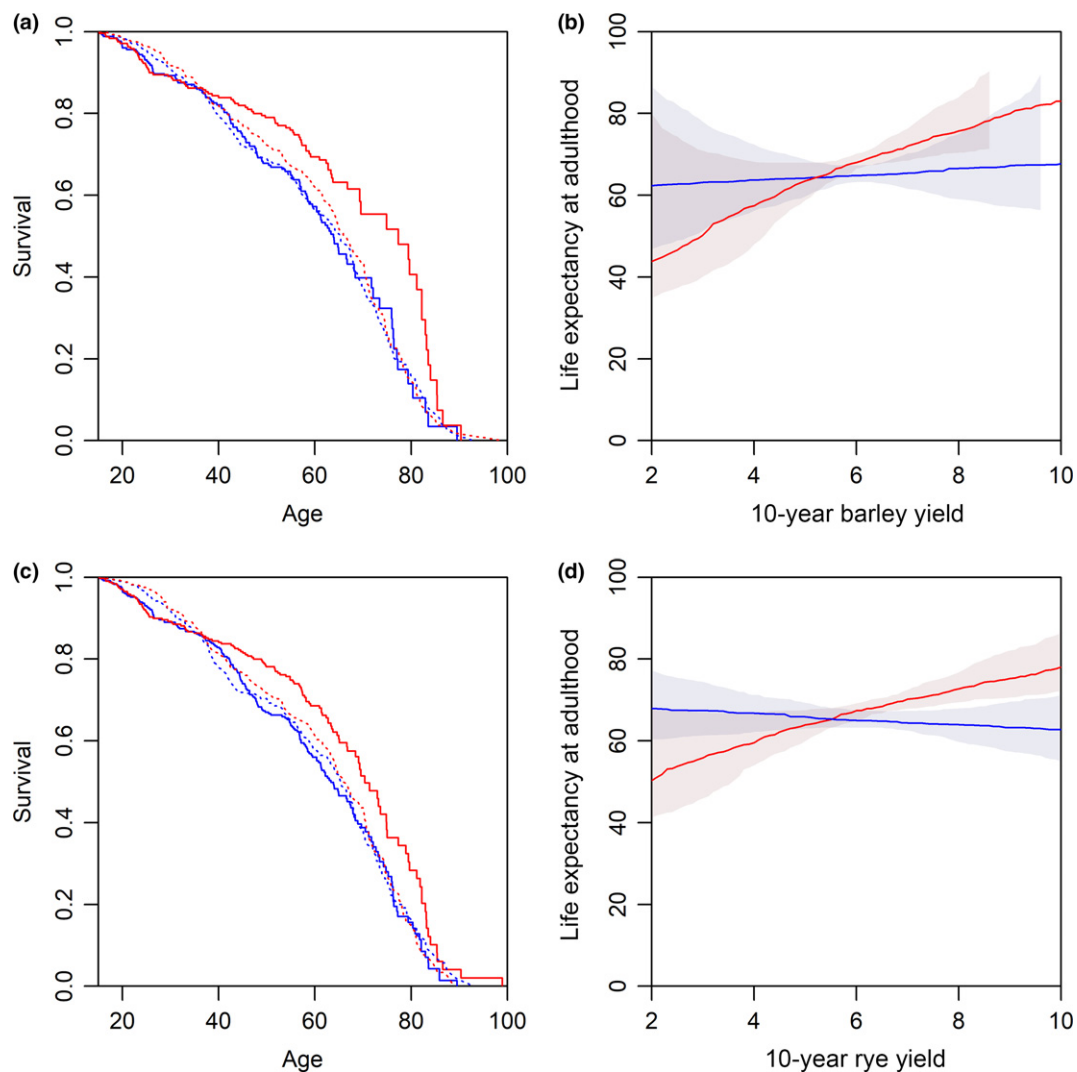 (a)
Survival
1.0
0.8
0.6
0.4
0.2
0.0
20 40 60 80 100
Age
(b)
Life expectancy at adulthood
100
80
60
40
20
0
2 4 6 8 10
10-year barley yield
(c)
Survival
1.0
0.8
0.6
0.4
0.2
0.0
20 40 60 80 100
Age
(d)
Life expectancy at adulthood
100
80
60
40
20
0
2 4 6 8 10
10-year rye yield